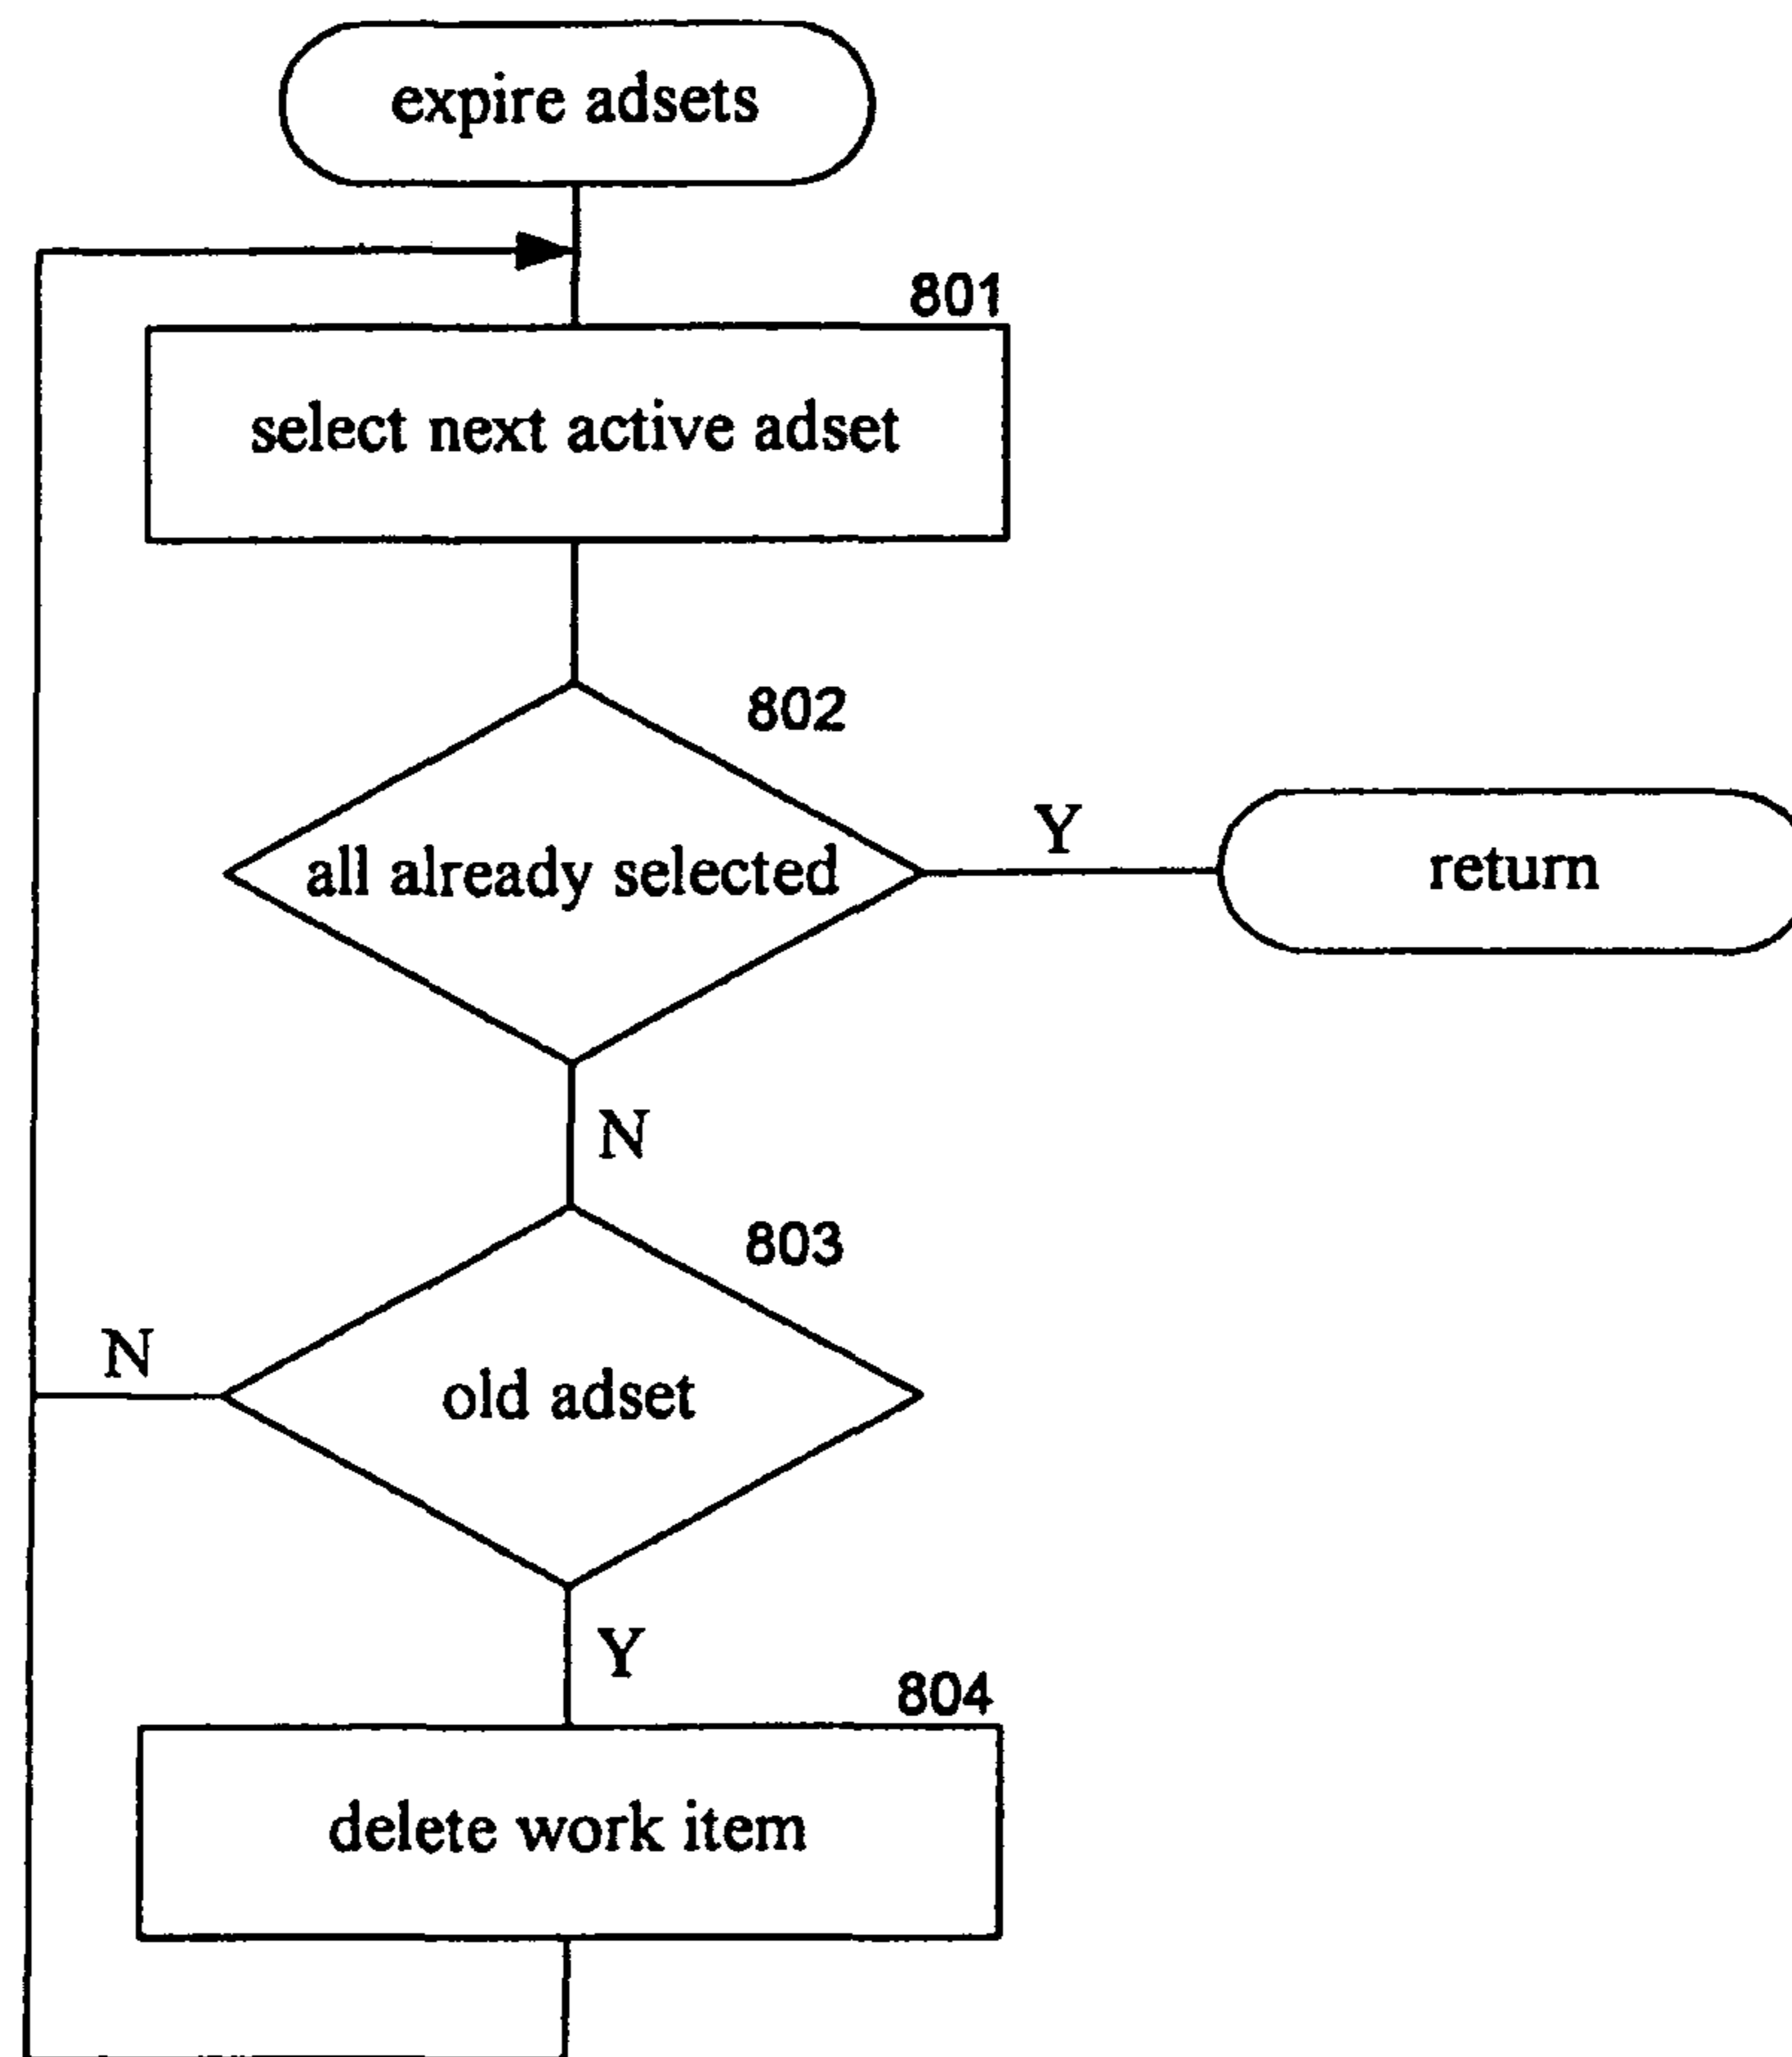 expire adsets
801
select next active adset
802
all already selected
Y
return
N
803
N
old adset
Y
804
delete work item